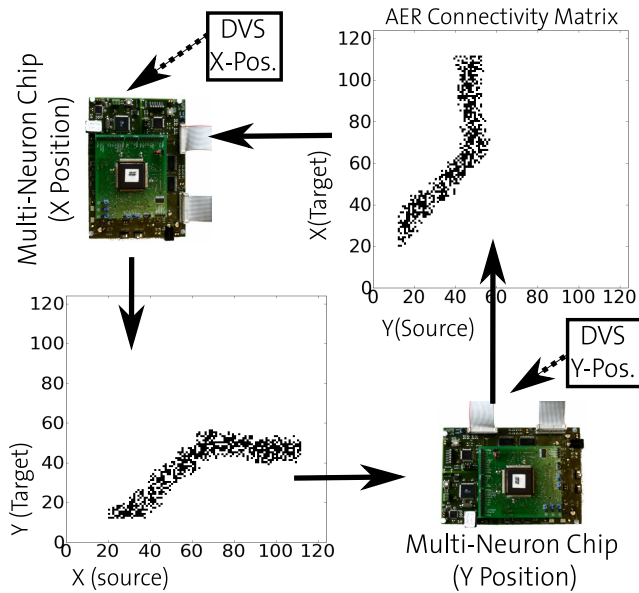 DVS
X-Pos.
AER Connectivity Matrix
Multi-Neuron Chip
(X Position)
120
100
80
60
40
20
0
X(Target)
0 20 40 60 80 100 120
Y(Source)
DVS
Y-Pos.
120
100
80
60
40
20
0
Y (Target)
0 20 40 60 80 100 120
X (source)
Multi-Neuron Chip
(Y Position)